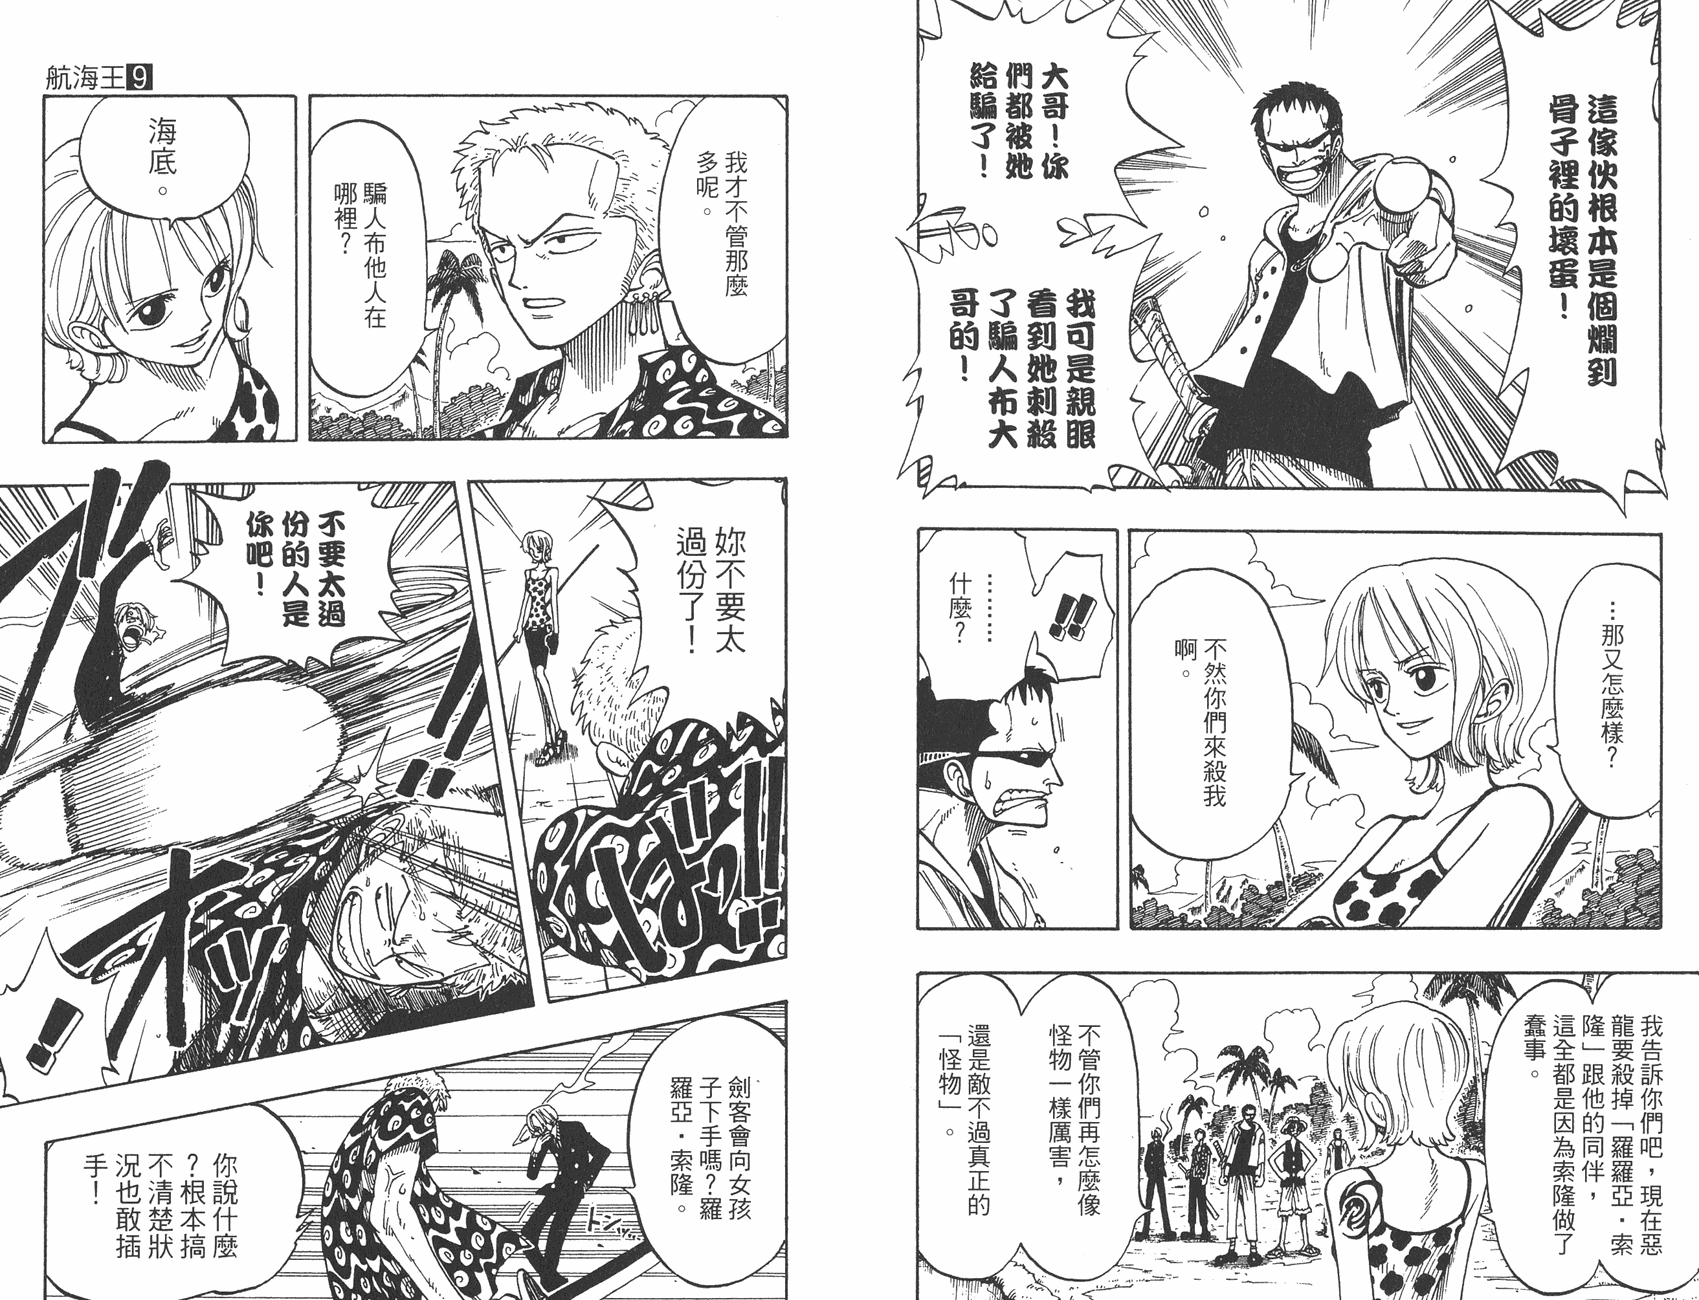 這傢伙根本是個爛到
骨子裡的壞蛋！
大哥！你
們都被她
給騙了！
我可是親眼
看到她刺殺
了騙人布大
哥的！
…那又怎麼樣？
不然你們來殺我
啊。
!!
………
什麼？
我告訴你們吧，現在惡
龍要殺掉「羅羅亞·索
隆」跟他的同伴，
這全都是因為索隆做了
蠢事。
不管你們再怎麼像
怪物一樣厲害，
還是敵不過真正的
「怪物」。
航海王9
我才不管那麼
多呢。
騙人布他人在
哪裡？
海底。
妳不要太
過份了！
ばっ!!
不要太過
份的人是
你吧！
!!
!!
!!
ガッ
劍客會向女孩
子下手嗎？羅
羅亞·索隆。
トンッ
你說什麼
？根本搞
不清楚狀
況也敢插
手！